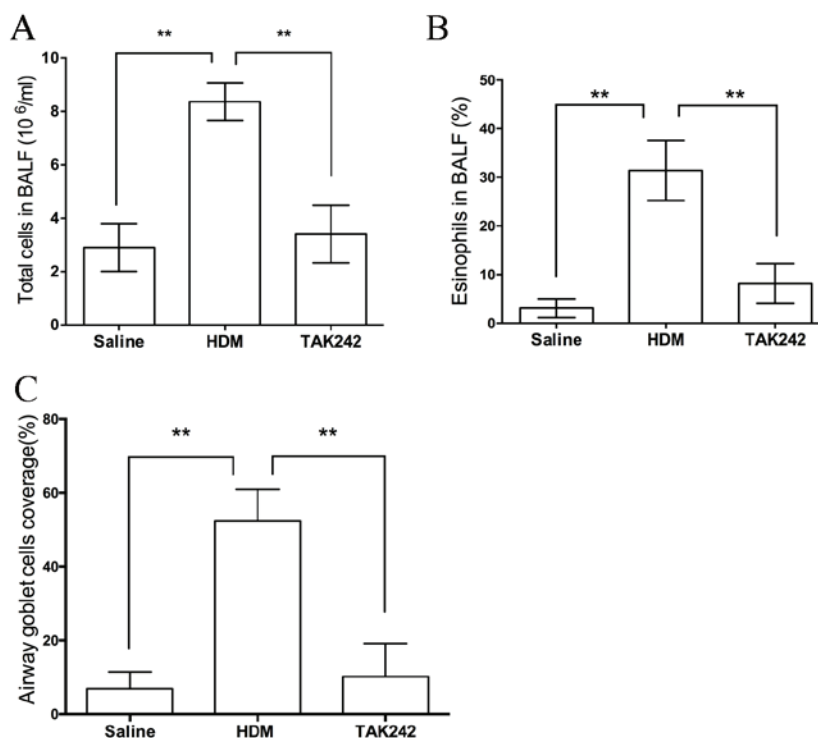 A
Total cells in BALF (10 6/ml)
10
8
6
4
2
0
**
**
Saline HDM TAK242
B
Esinophils in BALF (%)
50
40
30
20
10
0
**
**
Saline HDM TAK242
C
Airway goblet cells coverage(%)
80
60
40
20
0
**
**
Saline HDM TAK242